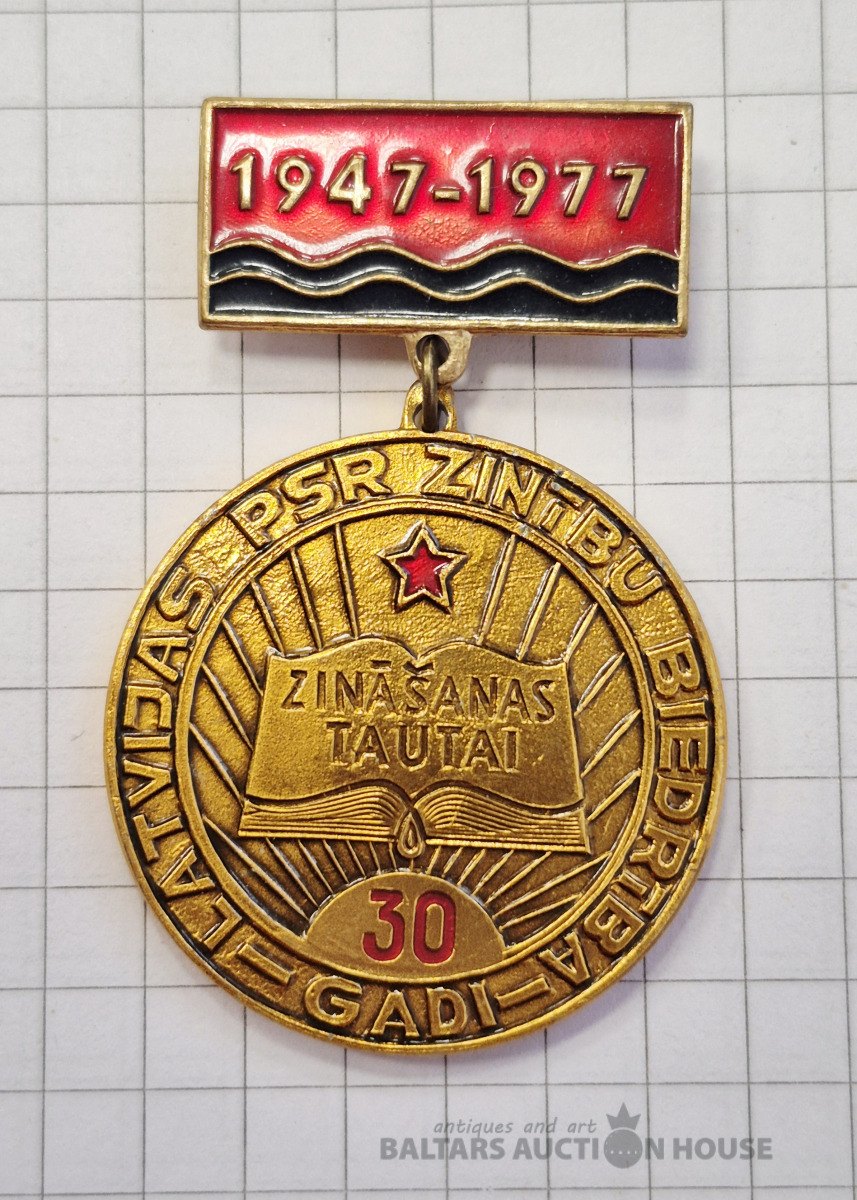 1947-1977
LATVIJAS PSR ZINĪBU BIEDRĪBA
ZINĀŠANAS
TAUTAI
30
GADI
antiques and art
BALTARS AUCTION HOUSE